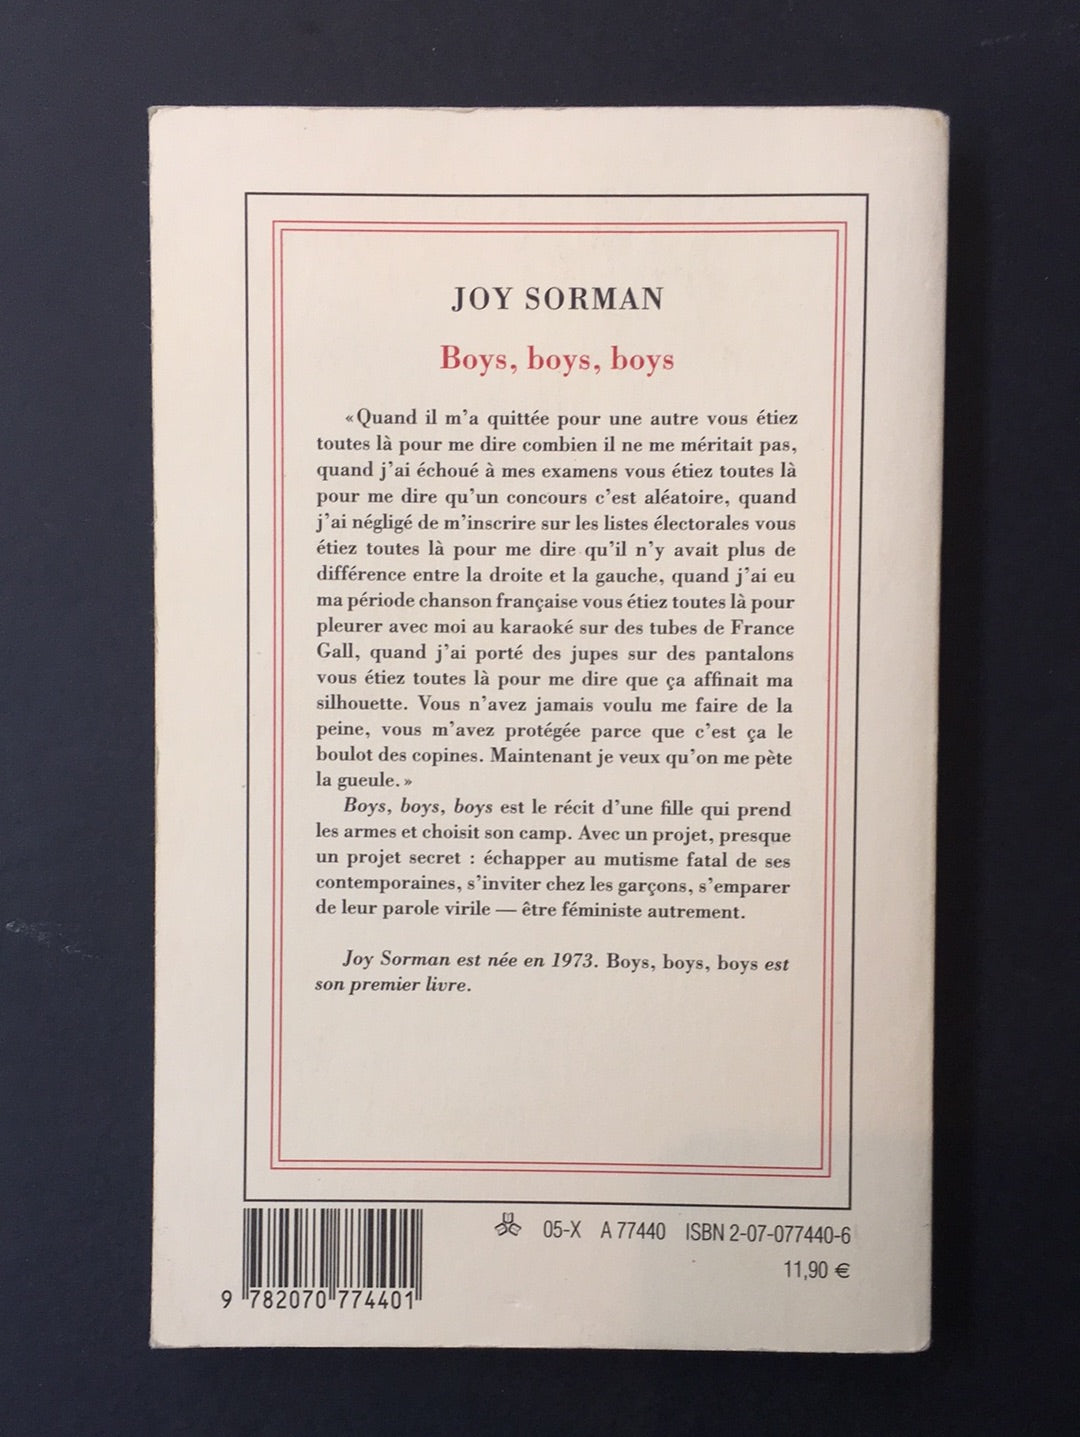 JOY SORMAN
Boys, boys, boys
«Quand il m'a quittée pour une autre vous étiez
toutes là pour me dire combien il ne me méritait pas,
quand j'ai échoué à mes examens vous étiez toutes là
pour me dire qu'un concours c'est aléatoire, quand
j'ai négligé de m'inscrire sur les listes électorales vous
étiez toutes là pour me dire qu'il n'y avait plus de
différence entre la droite et la gauche, quand j'ai eu
ma période chanson française vous étiez toutes là pour
pleurer avec moi au karaoké sur des tubes de France
Gall, quand j'ai porté des jupes sur des pantalons
vous étiez toutes là pour me dire que ça affinait ma
silhouette. Vous n'avez jamais voulu me faire de la
peine, vous m'avez protégée parce que c'est ça le
boulot des copines. Maintenant je veux qu'on me pète
la gueule.»
Boys, boys, boys est le récit d'une fille qui prend
les armes et choisit son camp. Avec un projet, presque
un projet secret : échapper au mutisme fatal de ses
contemporaines, s'inviter chez les garçons, s'emparer
de leur parole virile — être féministe autrement.
Joy Sorman est née en 1973. Boys, boys, boys est
son premier livre.
05-X A 77440 ISBN 2-07-077440-6
11,90 €
9 782070 774401